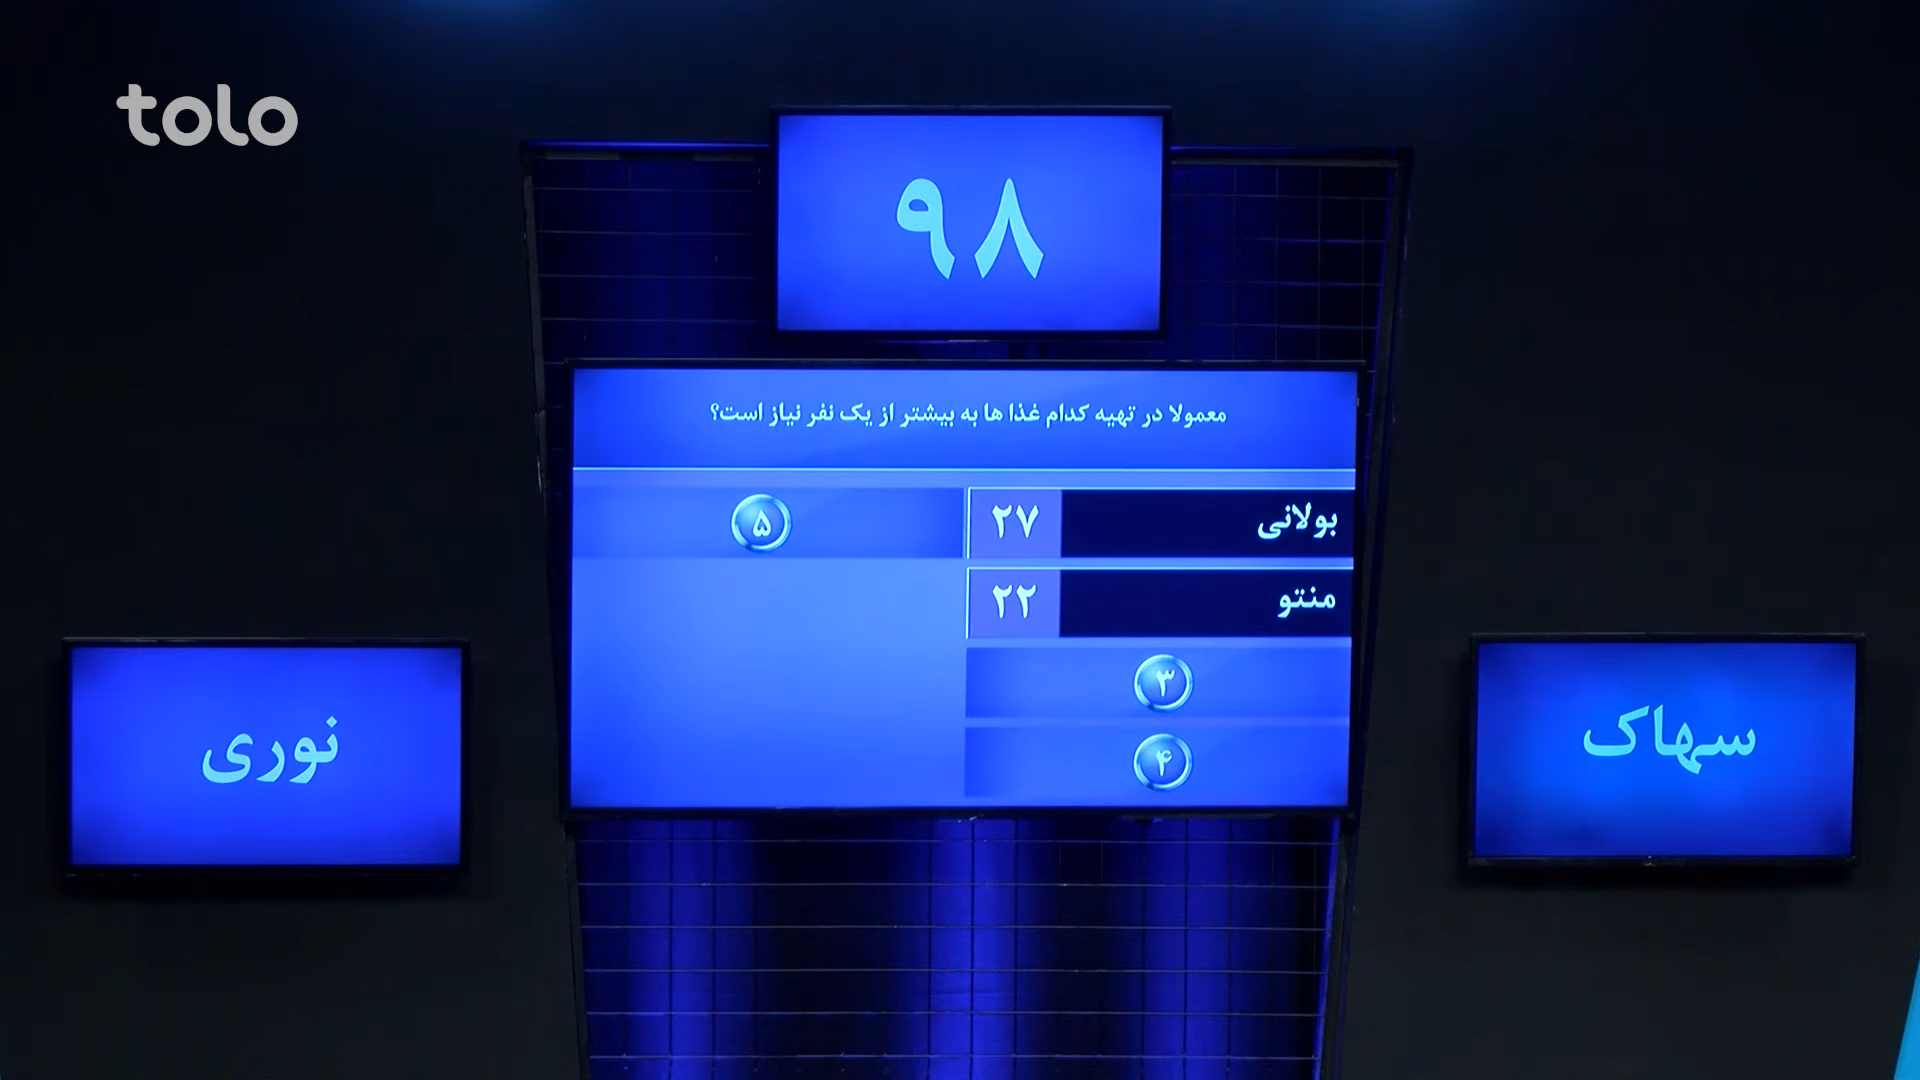 tolo
۹۸
معمولا در تهیه کدام غذا ها به بیشتر از یک نفر نیاز است؟
بولانی ۲۷
۵
منتو ۲۲
۳
۴
سهاک
نوری